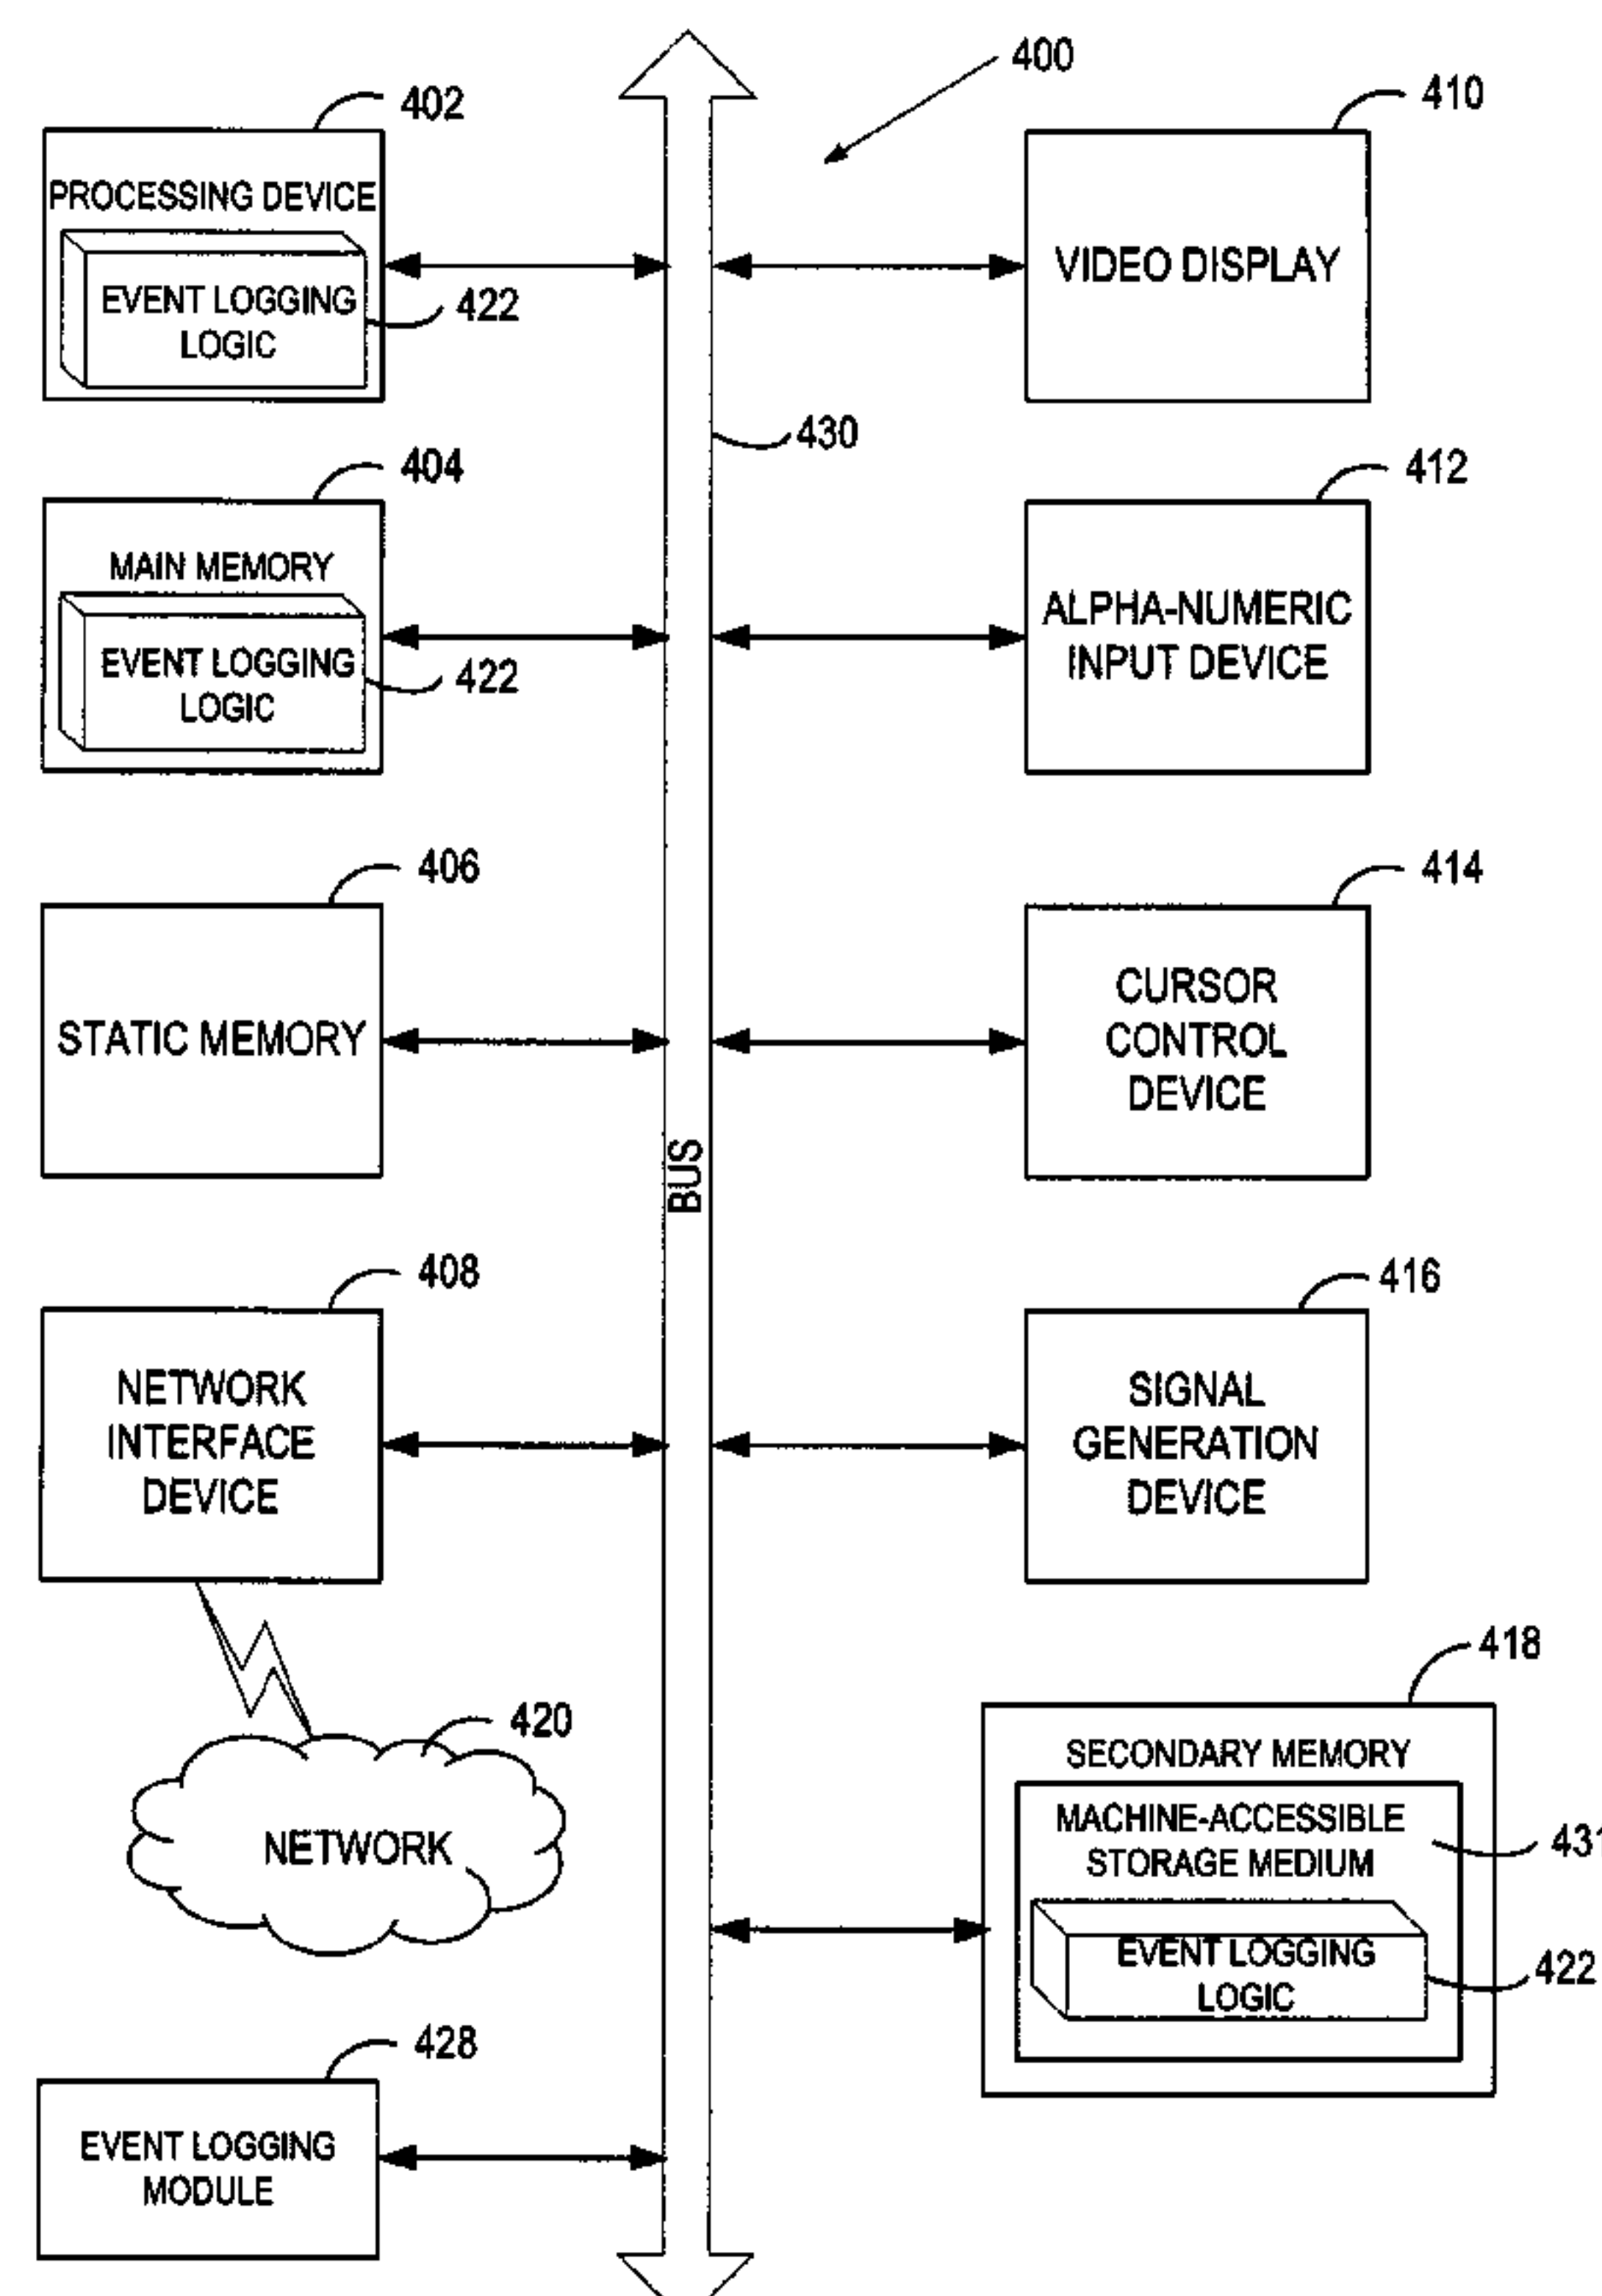 400
402
PROCESSING DEVICE
EVENT LOGGING
LOGIC
422
410
VIDEO DISPLAY
430
404
MAIN MEMORY
EVENT LOGGING
LOGIC
422
412
ALPHA-NUMERIC
INPUT DEVICE
406
STATIC MEMORY
414
CURSOR
CONTROL
DEVICE
BUS
408
NETWORK
INTERFACE
DEVICE
416
SIGNAL
GENERATION
DEVICE
420
NETWORK
418
SECONDARY MEMORY
MACHINE-ACCESSIBLE
STORAGE MEDIUM
431
EVENT LOGGING
LOGIC
422
428
EVENT LOGGING
MODULE